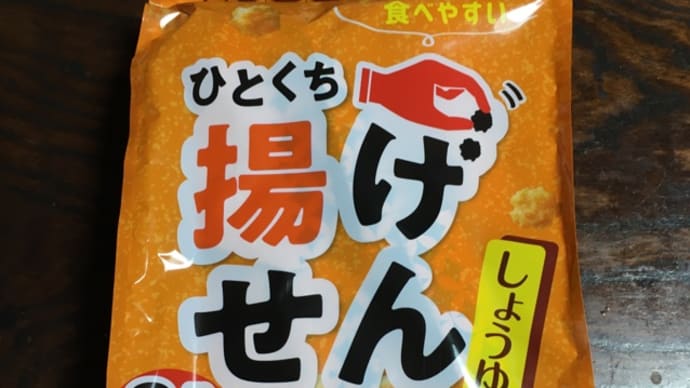 食べやすい
ひとくち
揚げ
せん
しょうゆ